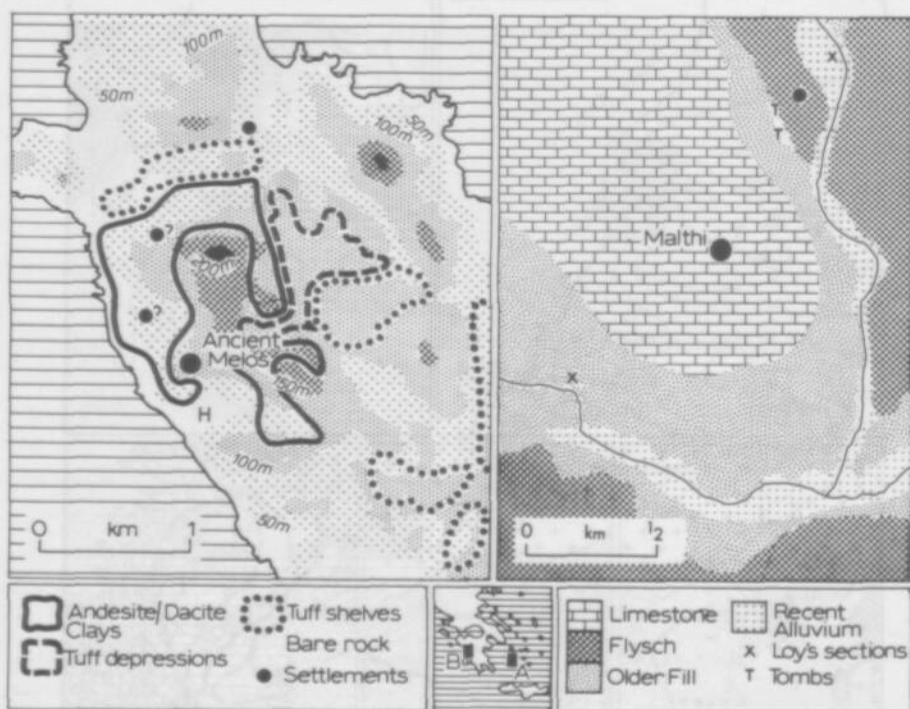 100m
50m
50m
100m
?
200m
?
Ancient
Melos
150m
H
100m
50m
0 km 1
x
T
T
Malthi
x
0 km ½
Andesite/Dacite
Clays
Tuff depressions
Tuff shelves
Bare rock
Settlements
B
A
Limestone
Flysch
Older Fill
Recent
Alluvium
x Loy's sections
T Tombs